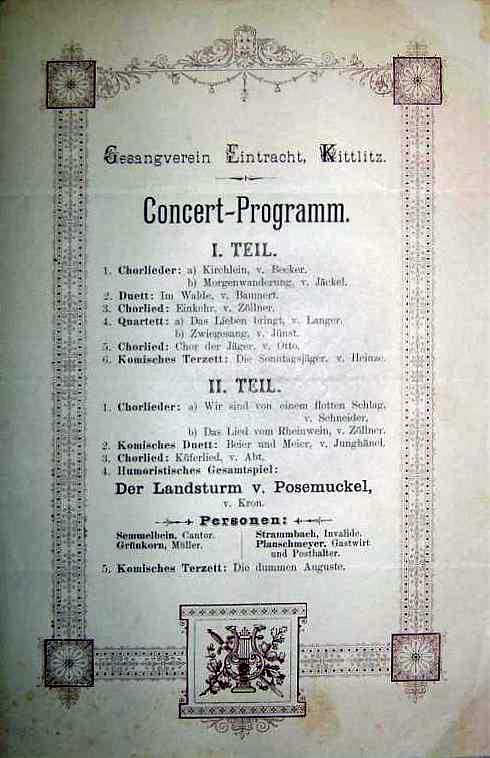 Gesangverein Eintracht, Kittlitz.
Concert-Programm.
I. TEIL.
1. Chorlieder: a) Kirchlein, v. Becker.
b) Morgenwanderung, v. Jäckel.
2. Duett: Im Walde, v. Baumert.
3. Chorlied: Einkehr, v. Zöllner.
4. Quartett: a) Das Lieben bringt, v. Langer.
b) Zwiegesang, v. Jünst.
5. Chorlied: Chor der Jäger, v. Otto.
6. Komisches Terzett: Die Sonntagsjäger, v. Heinze.
II. TEIL.
1. Chorlieder: a) Wir sind von einem flotten Schlag,
v. Schneider.
b) Das Lied vom Rheinwein, v. Zöllner.
2. Komisches Duett: Beier und Meier, v. Junghänel.
3. Chorlied: Küferlied, v. Abt.
4. Humoristisches Gesamtspiel:
Der Landsturm v. Posemuckel,
v. Kron.
Personen:
Semmelbein, Cantor.
Grünkorn, Müller.
Strammbach, Invalide.
Planschmeyer, Gastwirt
und Posthalter.
5. Komisches Terzett: Die dummen Auguste.